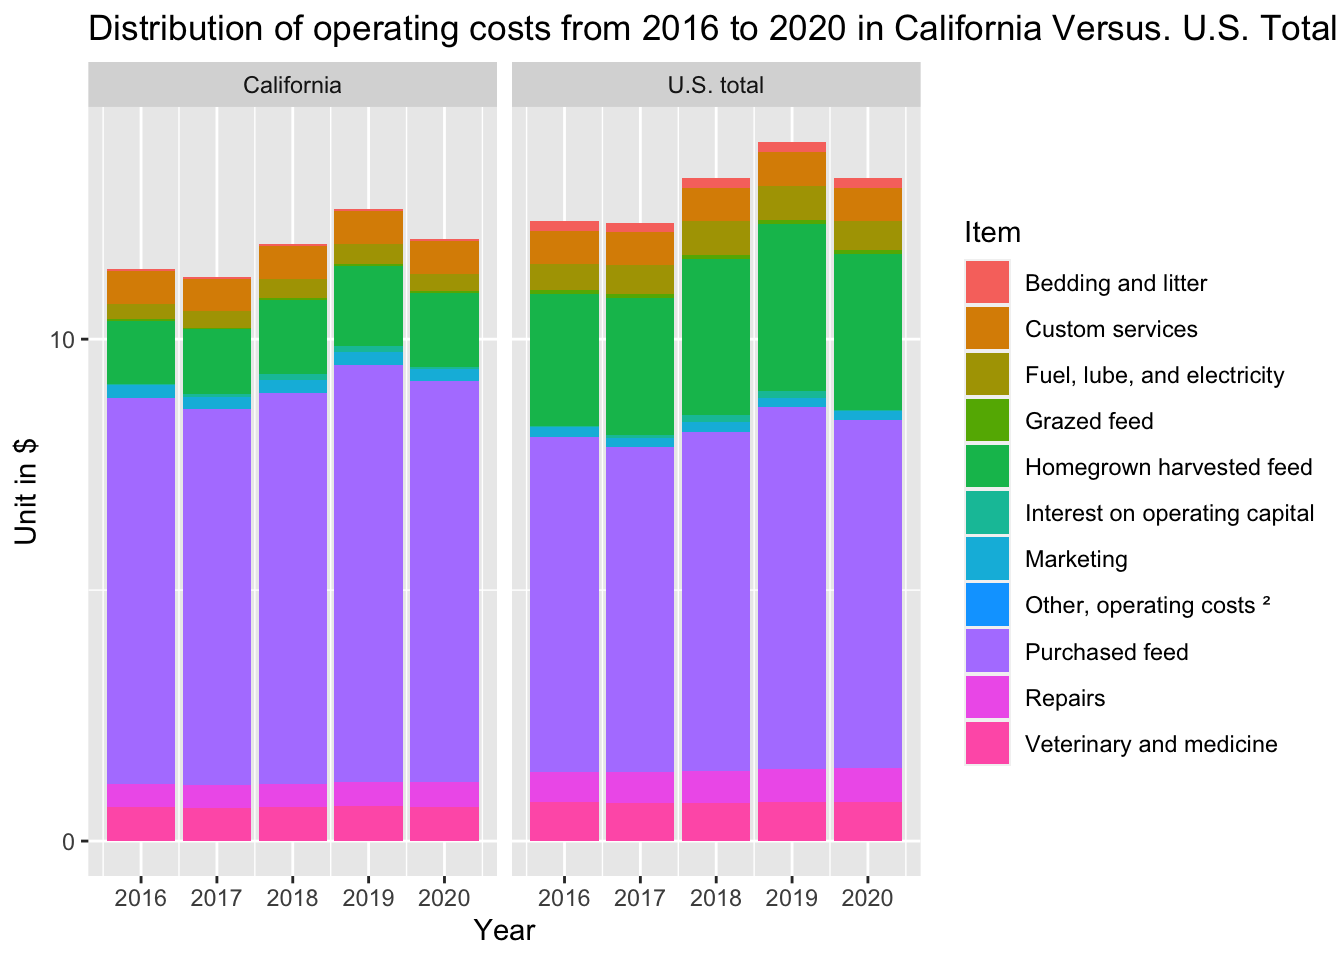 Distribution of operating costs from 2016 to 2020 in California Versus. U.S. Total
California
U.S. total
10
0
Unit in $
2016 2017 2018 2019 2020
2016 2017 2018 2019 2020
Year
Item
Bedding and litter
Custom services
Fuel, lube, and electricity
Grazed feed
Homegrown harvested feed
Interest on operating capital
Marketing
Other, operating costs ²
Purchased feed
Repairs
Veterinary and medicine